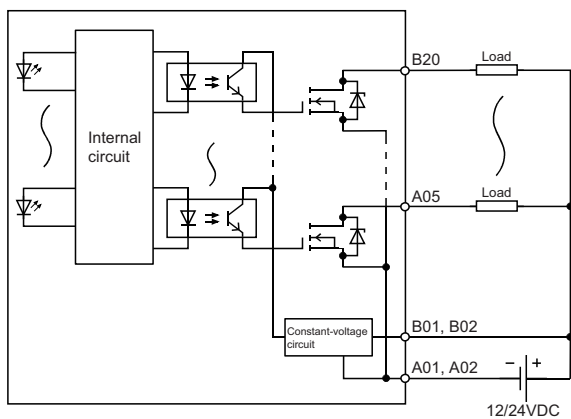 B20
Load
Internal
circuit
A05
Load
Constant-voltage
circuit
B01, B02
A01, A02
− +
12/24VDC